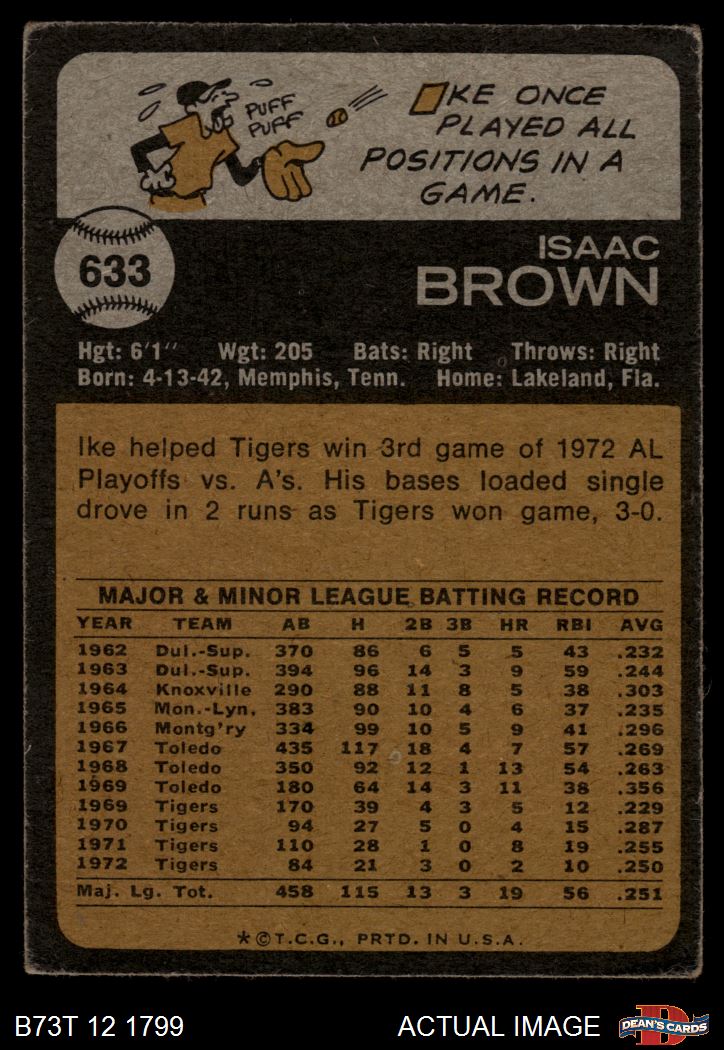 PUFF
PUFF
IKE ONCE
PLAYED ALL
POSITIONS IN A
GAME.
633
ISAAC
BROWN
Hgt: 6'1" Wgt: 205 Bats: Right Throws: Right
Born: 4-13-42, Memphis, Tenn. Home: Lakeland, Fla.
Ike helped Tigers win 3rd game of 1972 AL
Playoffs vs. A's. His bases loaded single
drove in 2 runs as Tigers won game, 3-0.
MAJOR & MINOR LEAGUE BATTING RECORD
YEAR TEAM AB H 2B 3B HR RBI AVG
1962 Dul.-Sup. 370 86 6 5 5 43 .232
1963 Dul.-Sup. 394 96 14 3 9 59 .244
1964 Knoxville 290 88 11 8 5 38 .303
1965 Mon.-Lyn. 383 90 10 4 6 37 .235
1966 Montg'ry 334 99 10 5 9 41 .296
1967 Toledo 435 117 18 4 7 57 .269
1968 Toledo 350 92 12 1 13 54 .263
1969 Toledo 180 64 14 3 11 38 .356
1969 Tigers 170 39 4 3 5 12 .229
1970 Tigers 94 27 5 0 4 15 .287
1971 Tigers 110 28 1 0 8 19 .255
1972 Tigers 84 21 3 0 2 10 .250
Maj. Lg. Tot. 458 115 13 3 19 56 .251
*©T.C.G., PRTD. IN U.S.A.
B73T 12 1799 ACTUAL IMAGE D DEAN'S CARDS